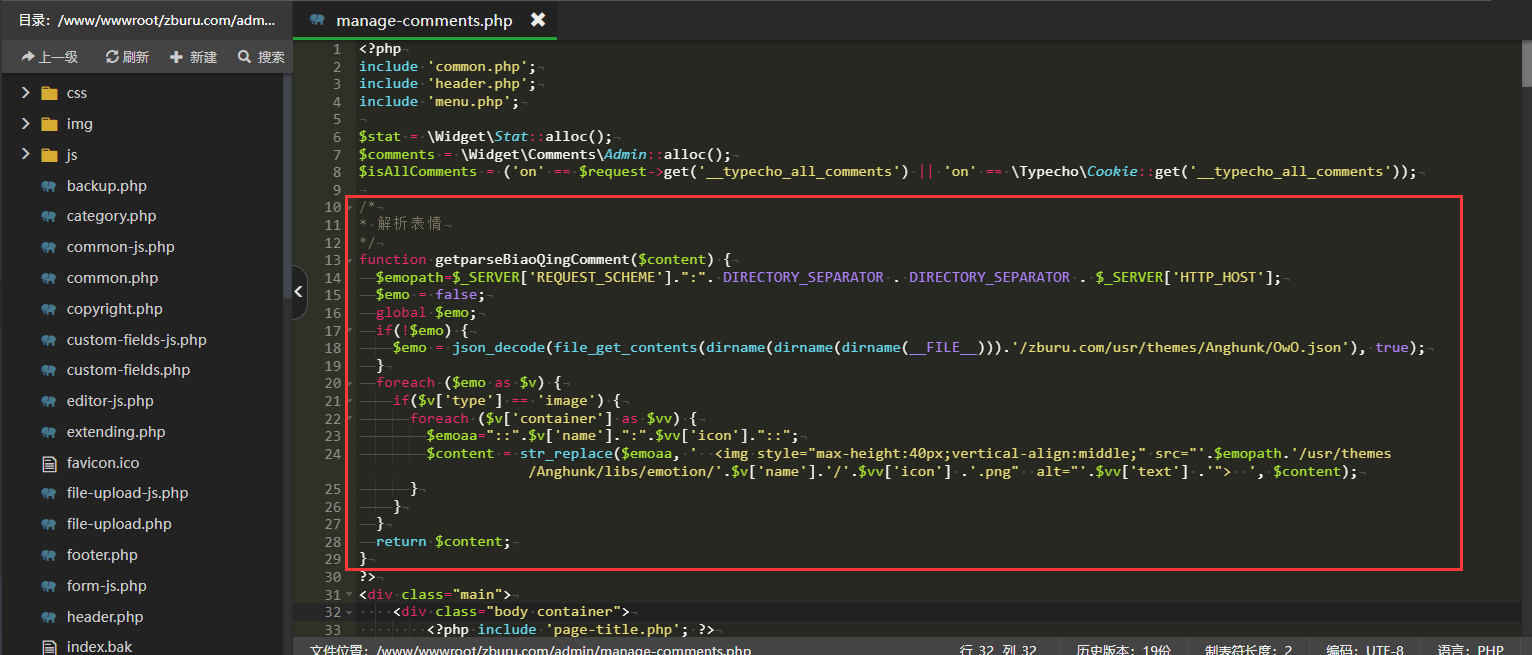 目录: /www/wwwroot/zburu.com/adm...
manage-comments.php
上一级 刷新 新建 搜索
css
img
js
backup.php
category.php
common-js.php
common.php
copyright.php
custom-fields-js.php
custom-fields.php
editor-js.php
extending.php
favicon.ico
file-upload-js.php
file-upload.php
footer.php
form-js.php
header.php
index.bak
1 <?php
2 include 'common.php';
3 include 'header.php';
4 include 'menu.php';
5
6 $stat = \Widget\Stat::alloc();
7 $comments = \Widget\Comments\Admin::alloc();
8 $isAllComments = ('on' == $request->get('__typecho_all_comments') || 'on' == \Typecho\Cookie::get('__typecho_all_comments'));
9
10 /*
11 * 解析表情
12 */
13 function getparseBiaoQingComment($content) {
14 $emopath=$_SERVER['REQUEST_SCHEME'].":". DIRECTORY_SEPARATOR . DIRECTORY_SEPARATOR . $_SERVER['HTTP_HOST'];
15 $emo = false;
16 global $emo;
17 if(!$emo) {
18 $emo = json_decode(file_get_contents(dirname(dirname(dirname(__FILE__))).'/zburu.com/usr/themes/Anghunk/OwO.json'), true);
19 }
20 foreach ($emo as $v) {
21 if($v['type'] == 'image') {
22 foreach ($v['container'] as $vv) {
23 $emoaa="::".$v['name'].":".$vv['icon']."::";
24 $content = str_replace($emoaa, ' <img style="max-height:40px;vertical-align:middle;" src="'.$emopath.'/usr/themes
/Anghunk/libs/emotion/'.$v['name'].'/'.$vv['icon'] .'.png" alt="'.$vv['text'] .'"> ', $content);
25 }
26 }
27 }
28 return $content;
29 }
30 ?>
31 <div class="main">
32 <div class="body container">
33 <?php include 'page-title.php'; ?>
文件位置: /www/wwwroot/zburu.com/admin/manage-comments.php 行 32, 列 32 历史版本: 19份 制表符长度: 2 编码: UTF-8 语言: PHP